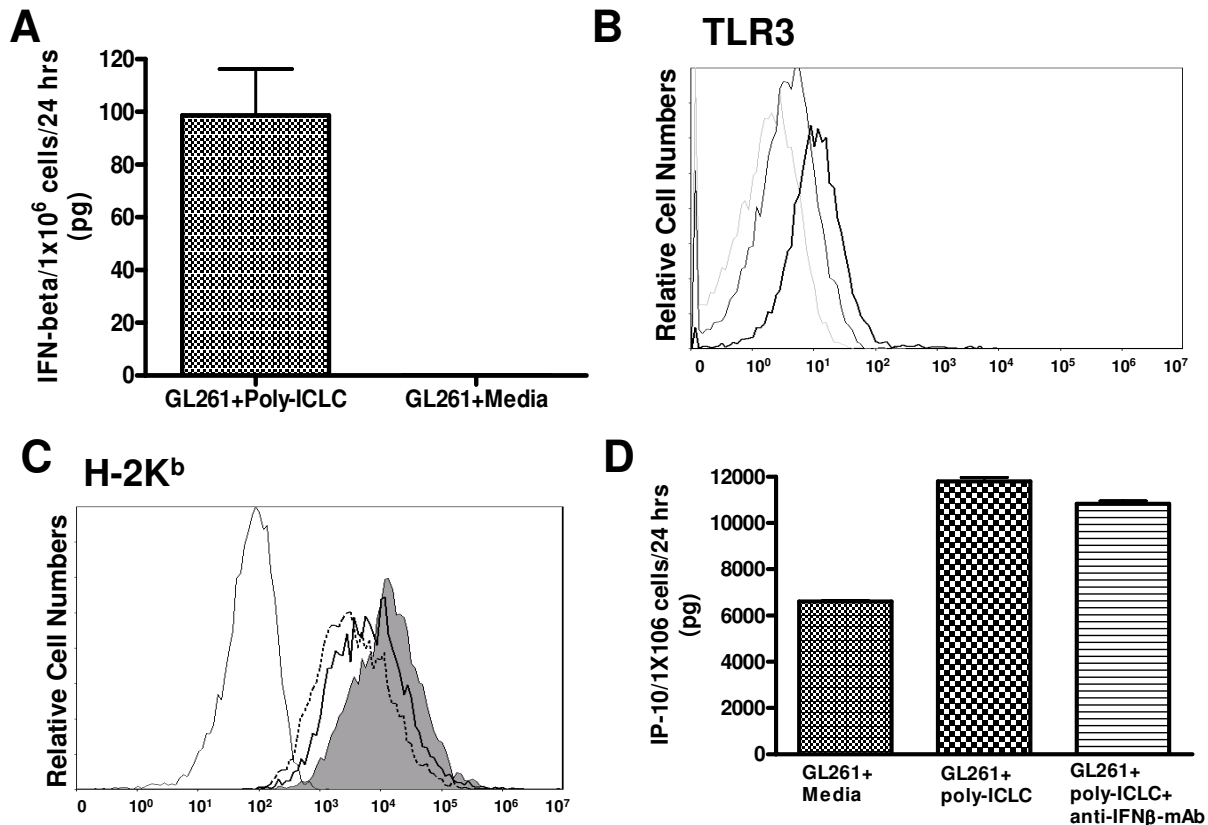 A
IFN-beta/1x10⁶ cells/24 hrs
(pg)
120
100
80
60
40
20
0
GL261+Poly-ICLC GL261+Media
B
TLR3
Relative Cell Numbers
0 10⁰ 10¹ 10² 10³ 10⁴ 10⁵ 10⁶ 10⁷
C
H-2Kᵇ
Relative Cell Numbers
0 10⁰ 10¹ 10² 10³ 10⁴ 10⁵ 10⁶ 10⁷
D
IP-10/1X106 cells/24 hrs
(pg)
12000
10000
8000
6000
4000
2000
0
GL261+
Media
GL261+
poly-ICLC
GL261+
poly-ICLC+
anti-IFNβ-mAb